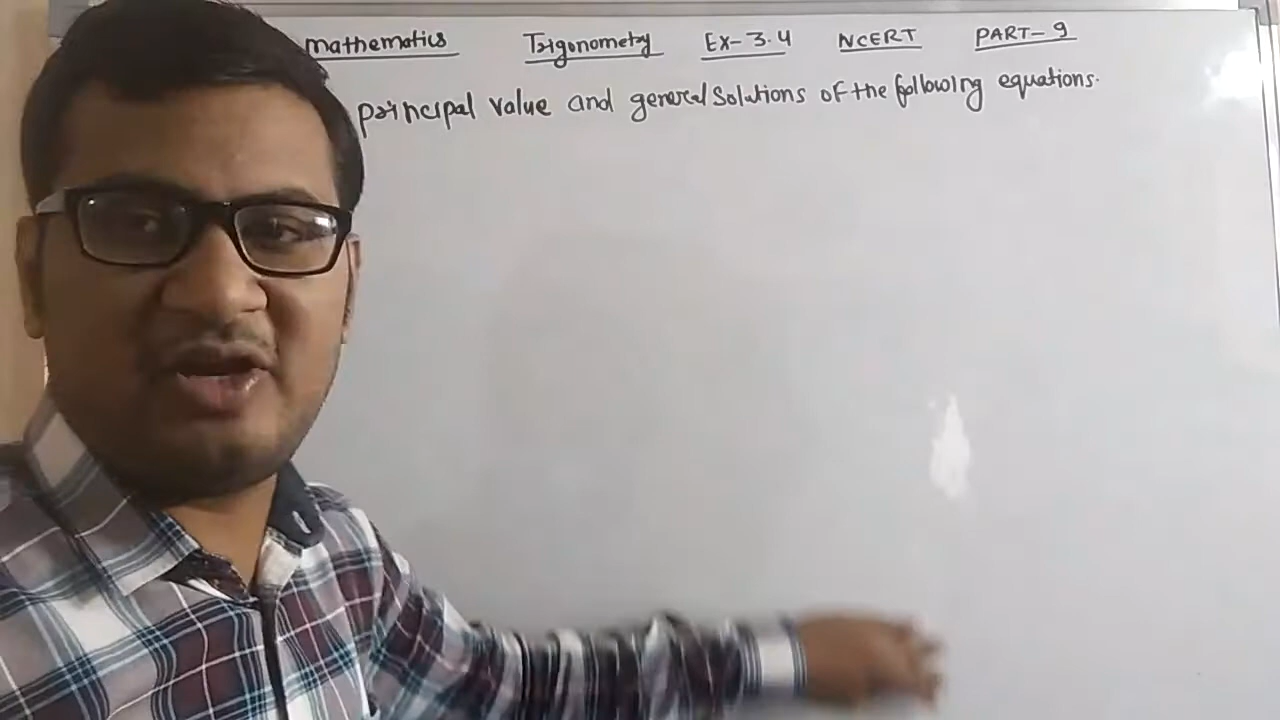 mathematics Trigonometry Ex-3.4 NCERT PART-9
principal value and general Solutions of the following equations.